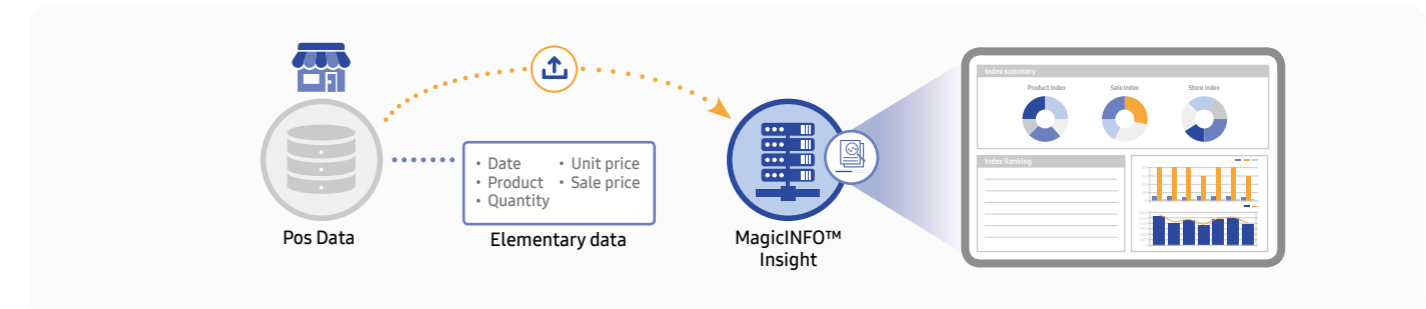 Index summary
Product Index
Sale Index
Store Index
• Date
• Product
• Quantity
• Unit price
• Sale price
Index Ranking
Pos Data
Elementary data
MagicINFO™
Insight